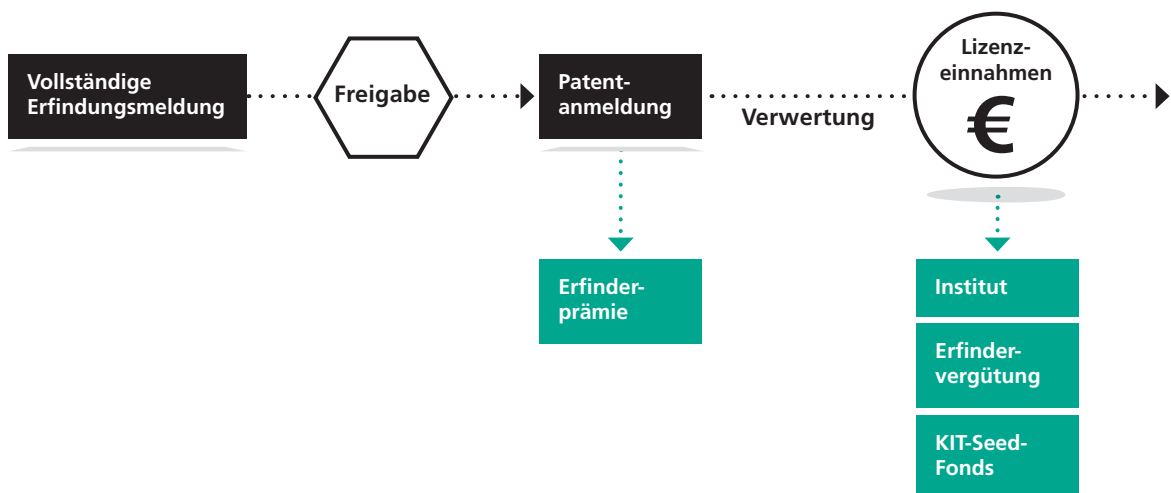 Vollständige
Erfindungsmeldung
Freigabe
Patent-
anmeldung
Verwertung
Lizenz-
einnahmen
€
Erfinder-
prämie
Institut
Erfinder-
vergütung
KIT-Seed-
Fonds